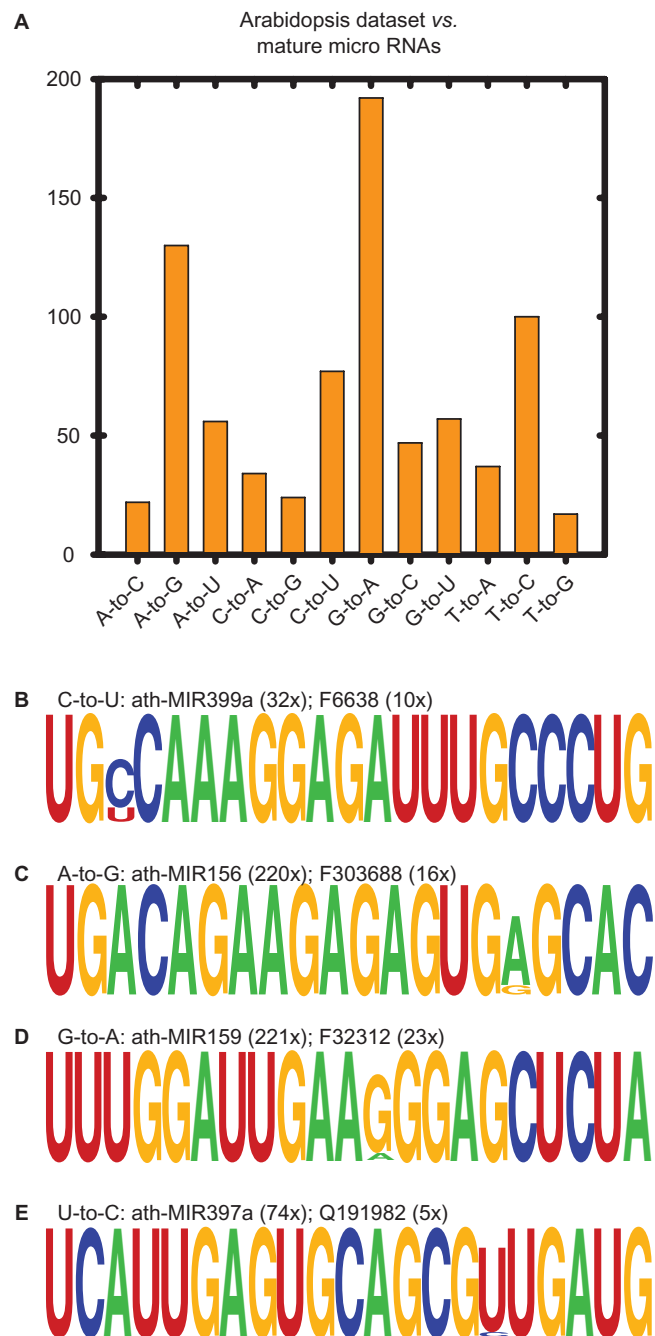 A
Arabidopsis dataset vs.
mature micro RNAs
200
150
100
50
0
A-to-C
A-to-G
A-to-U
C-to-A
C-to-G
C-to-U
G-to-A
G-to-C
G-to-U
T-to-A
T-to-C
T-to-G
B C-to-U: ath-MIR399a (32x); F6638 (10x)
UGCCAAAGGAGAUUUGCCCUG
U
C A-to-G: ath-MIR156 (220x); F303688 (16x)
UGACAGAAGAGAGUGAGCAC
G
D G-to-A: ath-MIR159 (221x); F32312 (23x)
UUUGGAUUGAAGGGAGCUCUA
A
E U-to-C: ath-MIR397a (74x); Q191982 (5x)
UCAUUGAGUGCAGCGUUGAUG
C